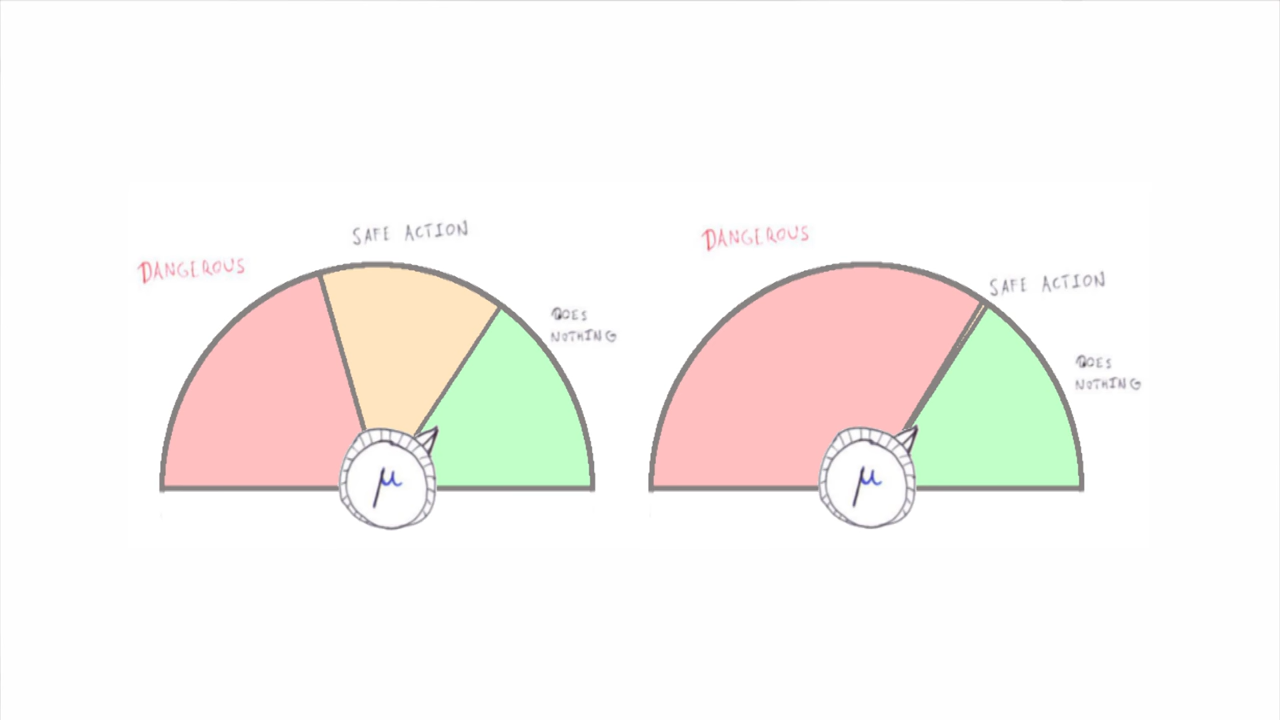 DANGEROUS
SAFE ACTION
DOES
NOTHING
μ
DANGEROUS
SAFE ACTION
DOES
NOTHING
μ